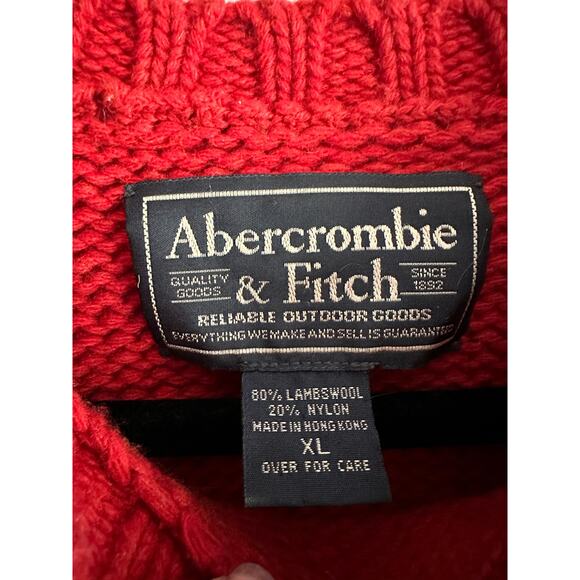 Abercrombie
QUALITY GOODS & Fitch SINCE 1892
RELIABLE OUTDOOR GOODS
EVERYTHING WE MAKE AND SELL IS GUARANTEED
80% LAMBSWOOL
20% NYLON
MADE IN HONG KONG
XL
OVER FOR CARE